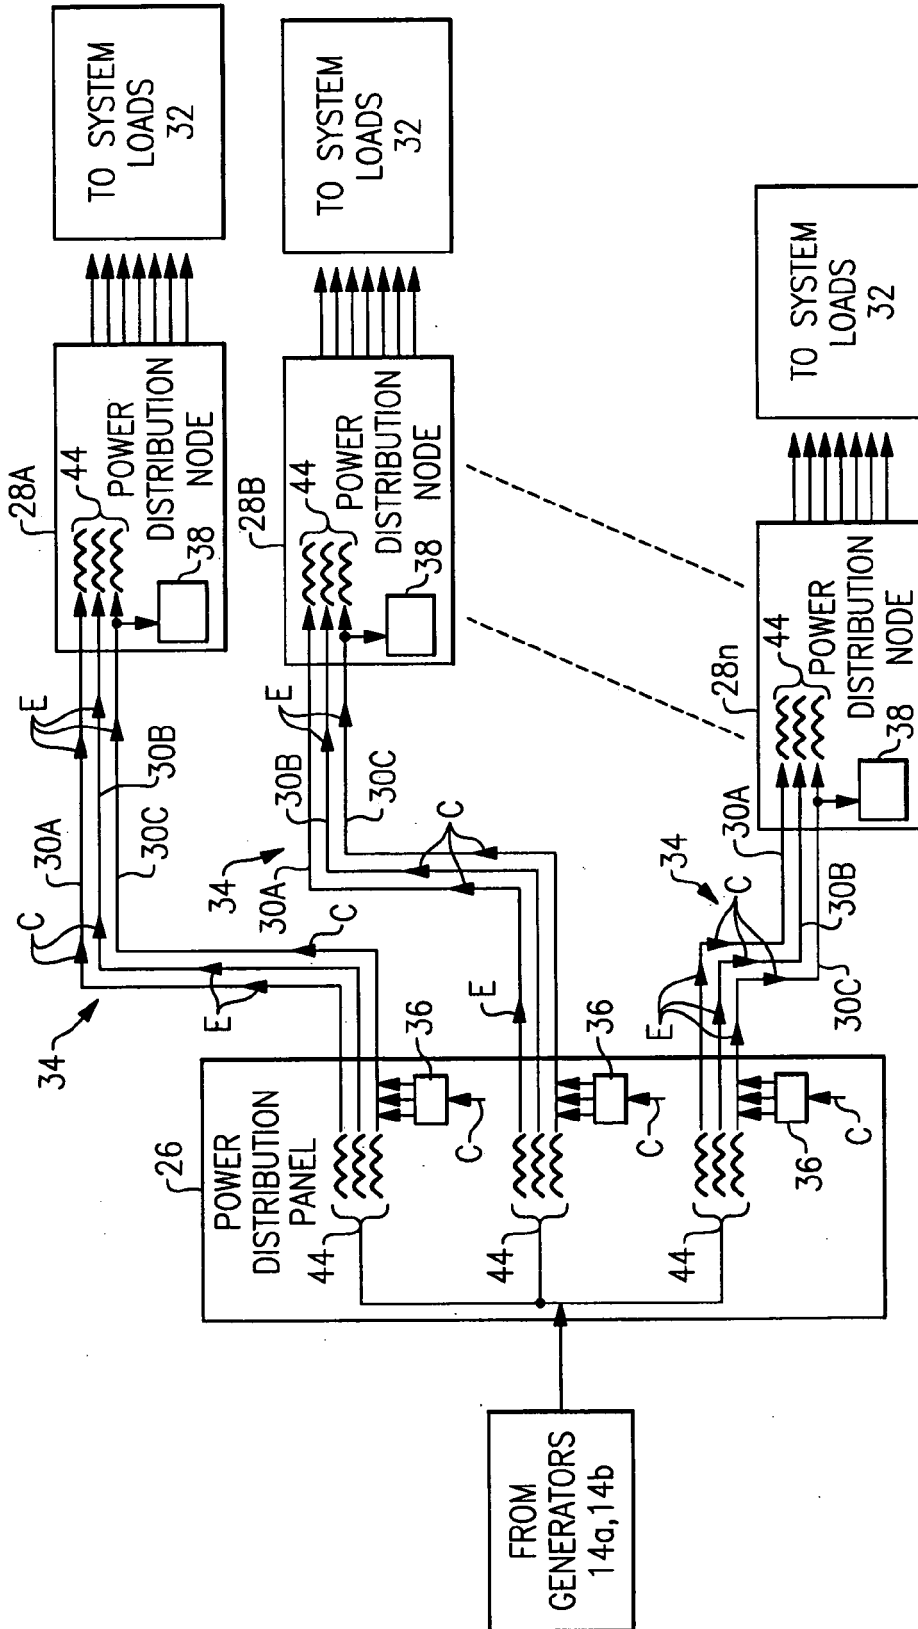 FROM
GENERATORS
14a,14b
26
POWER
DISTRIBUTION
PANEL
44
44
44
36
36
36
C
C
C
34
C
30A
E
30B
30C
E
C
28A
44
POWER
DISTRIBUTION
NODE
38
TO SYSTEM
LOADS
32
34
30A
E
30B
30C
C
E
28B
44
POWER
DISTRIBUTION
NODE
38
TO SYSTEM
LOADS
32
34
C
E
30A
30B
30C
28n
44
POWER
DISTRIBUTION
NODE
38
TO SYSTEM
LOADS
32